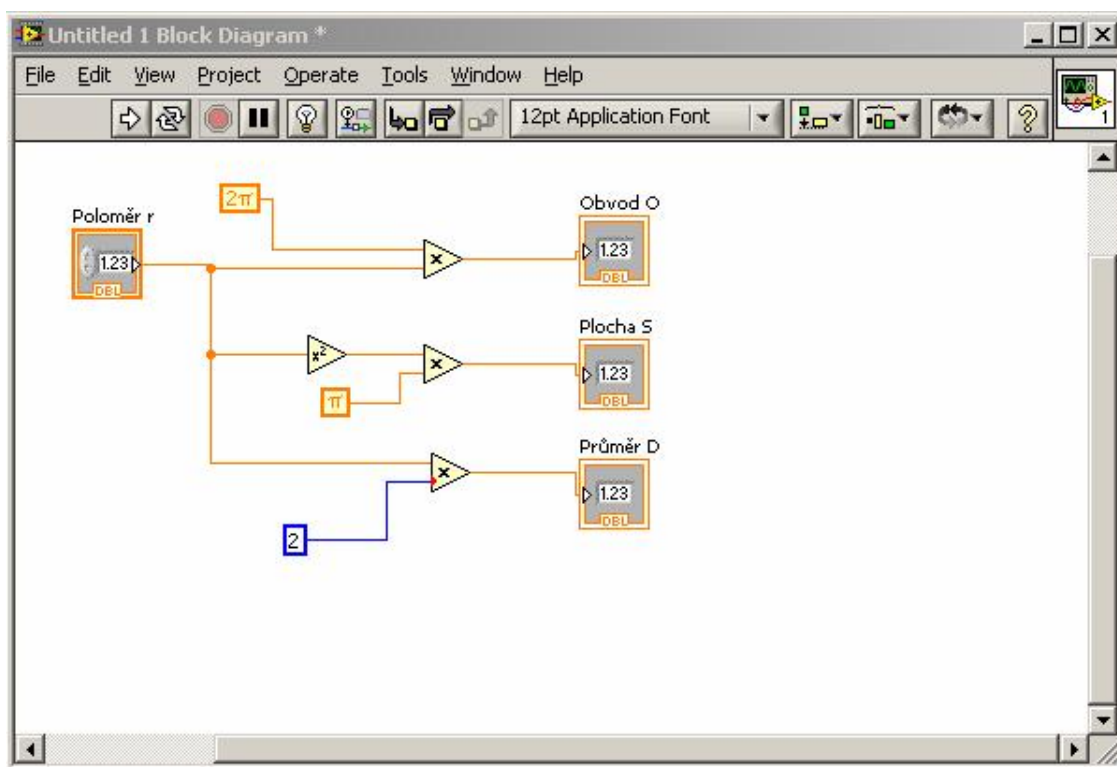 Untitled 1 Block Diagram *
File Edit View Project Operate Tools Window Help
12pt Application Font
1
2π
Obvod O
Poloměr r
×
1.23
1.23
DBL
DBL
Plocha S
x²
×
1.23
π
DBL
Průměr D
×
1.23
DBL
2